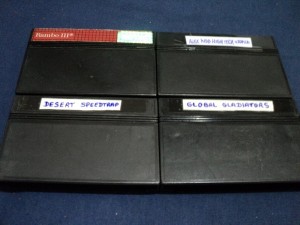 Rambo III
DESERT SPEEDTRAP
GLOBAL GLADIATORS